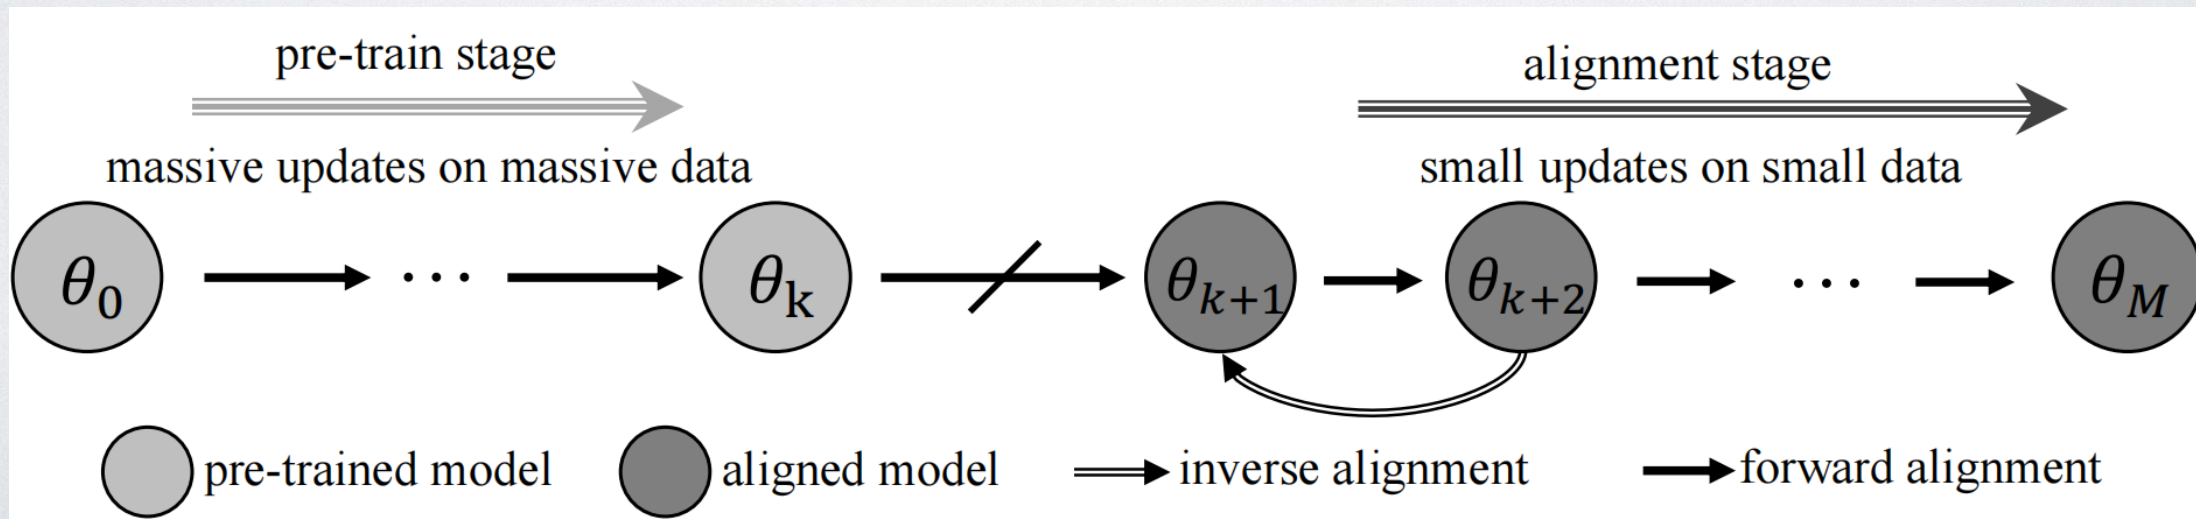 pre-train stage
alignment stage
massive updates on massive data
small updates on small data
θ₀ ··· θₖ θₖ₊₁ θₖ₊₂ ··· θ_M
pre-trained model
aligned model
inverse alignment
forward alignment